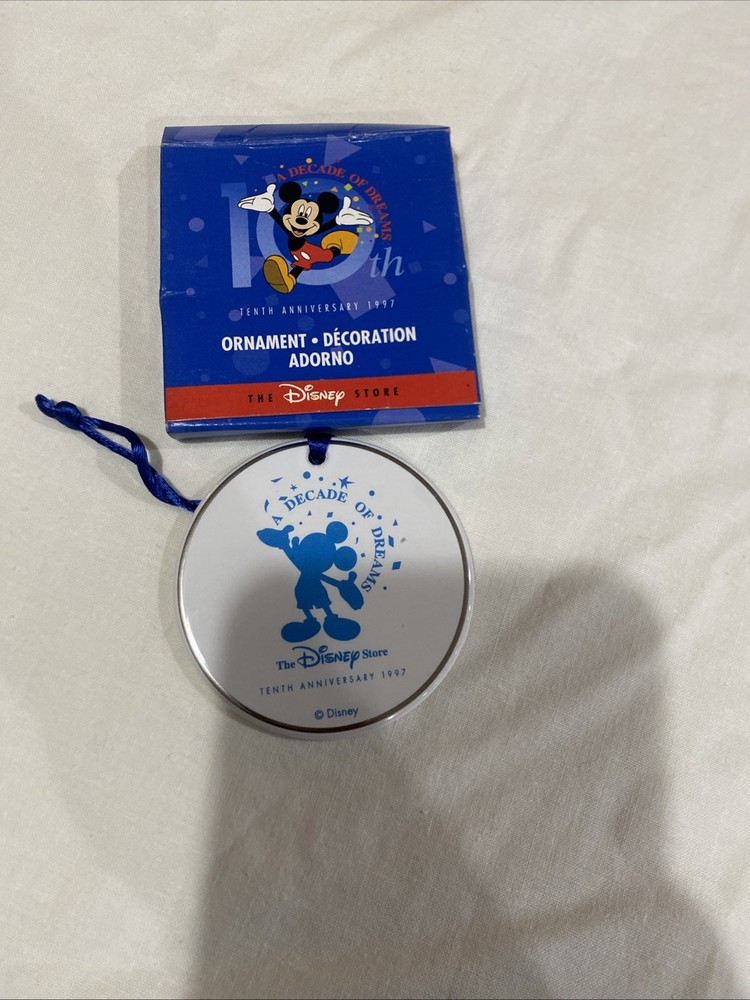 A DECADE OF DREAMS
10th
TENTH ANNIVERSARY 1997
ORNAMENT • DÉCORATION
ADORNO
THE Disney STORE
A DECADE OF DREAMS
The Disney Store
TENTH ANNIVERSARY 1997
© Disney